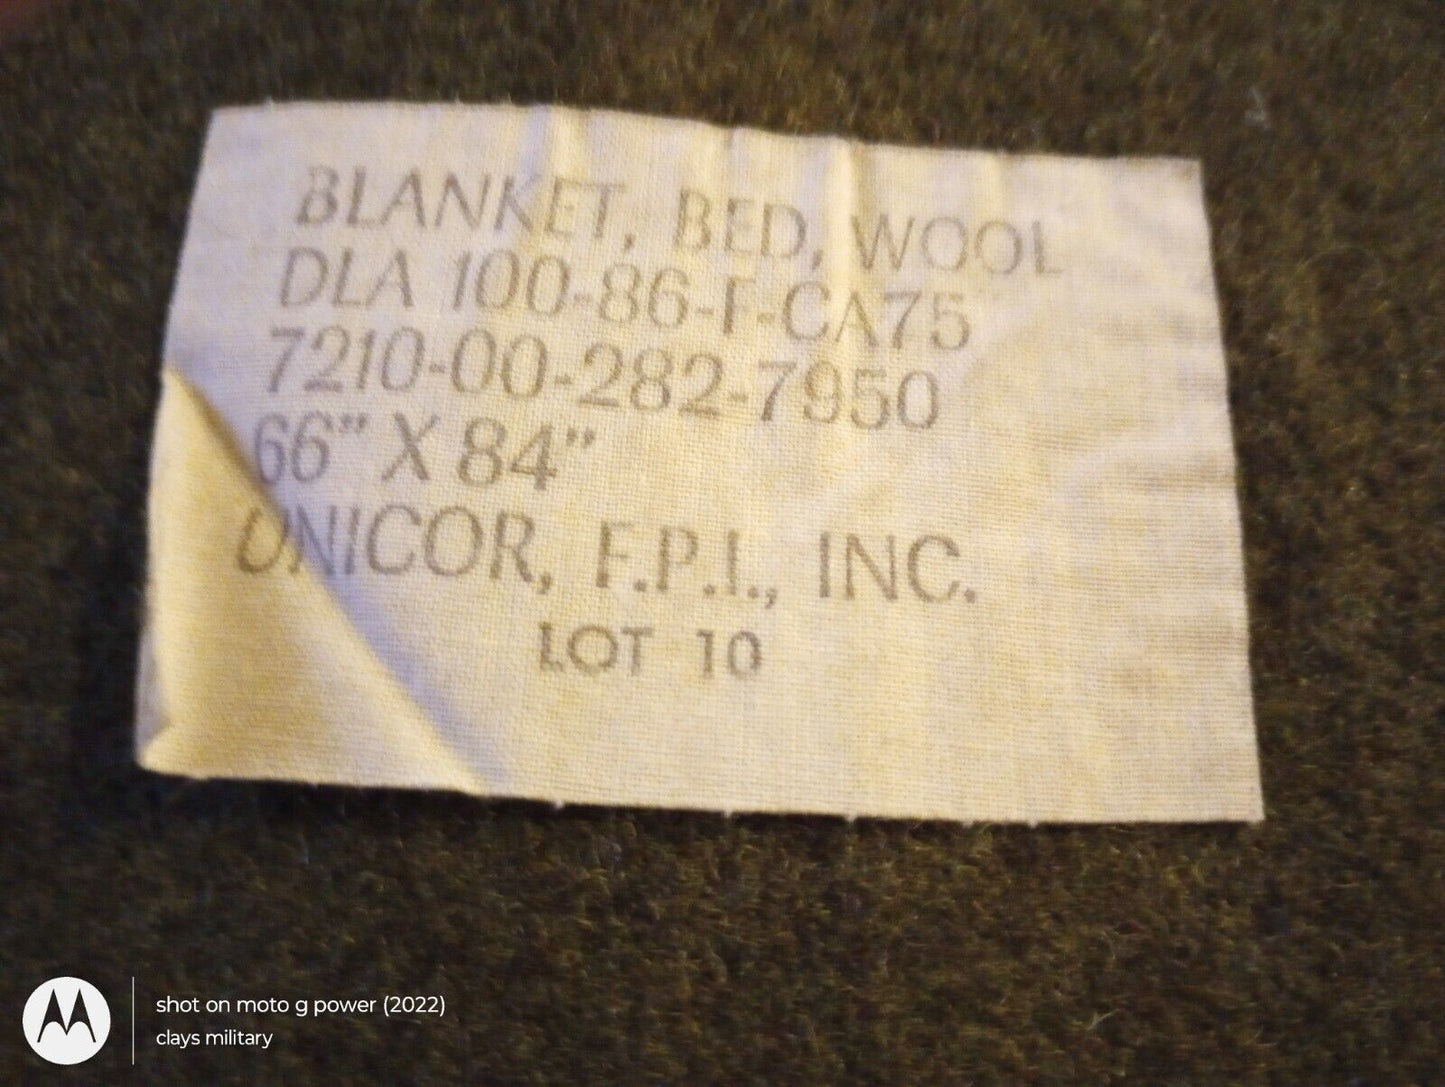 BLANKET, BED, WOOL
DLA 100-86-F-CA75
7210-00-282-7950
66” X 84”
UNICOR, F.P.I., INC.
LOT 10
shot on moto g power (2022)
clays military